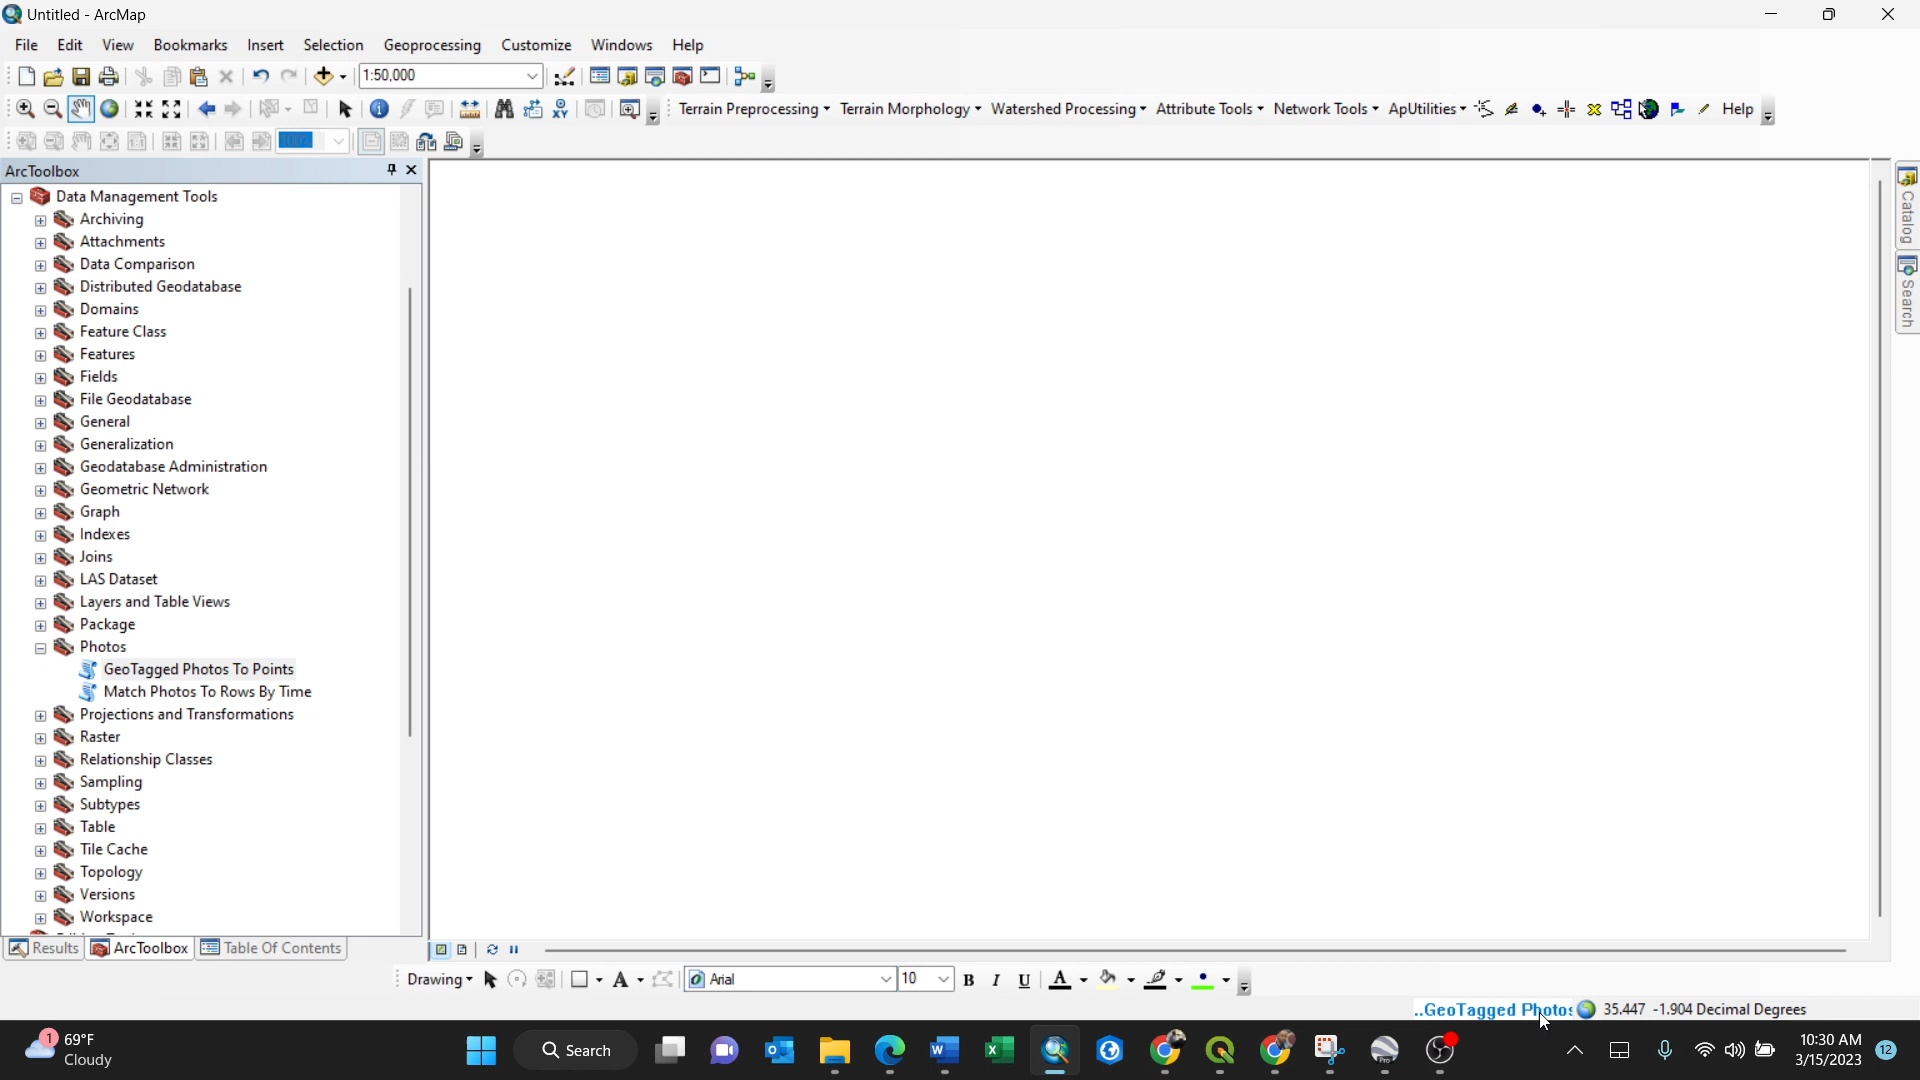 Untitled - ArcMap
File Edit View Bookmarks Insert Selection Geoprocessing Customize Windows Help
1:50,000
Terrain Preprocessing Terrain Morphology Watershed Processing Attribute Tools Network Tools ApUtilities Help
100%
ArcToolbox
Data Management Tools
Archiving
Attachments
Data Comparison
Distributed Geodatabase
Domains
Feature Class
Features
Fields
File Geodatabase
General
Generalization
Geodatabase Administration
Geometric Network
Graph
Indexes
Joins
LAS Dataset
Layers and Table Views
Package
Photos
GeoTagged Photos To Points
Match Photos To Rows By Time
Projections and Transformations
Raster
Relationship Classes
Sampling
Subtypes
Table
Tile Cache
Topology
Versions
Workspace
Results ArcToolbox Table Of Contents
Catalog
Search
Drawing A Arial 10 B I U A
..GeoTagged Photos 35.447 -1.904 Decimal Degrees
1 69°F
Cloudy
Search
Pro
10:30 AM
3/15/2023
12